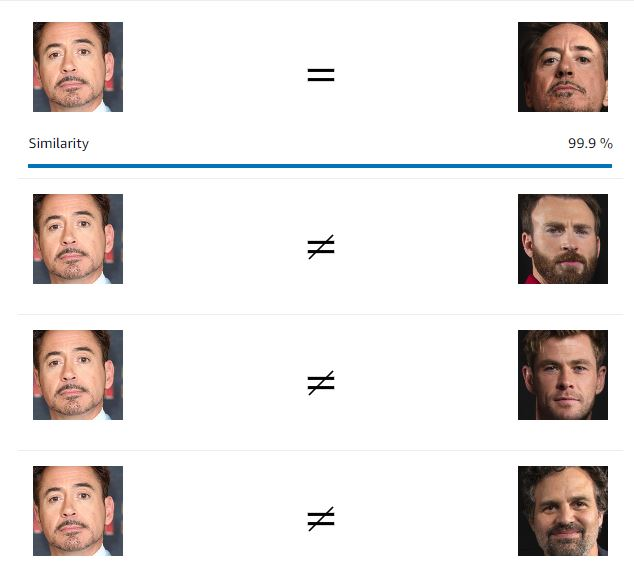 =
Similarity 99.9 %
≠
≠
≠